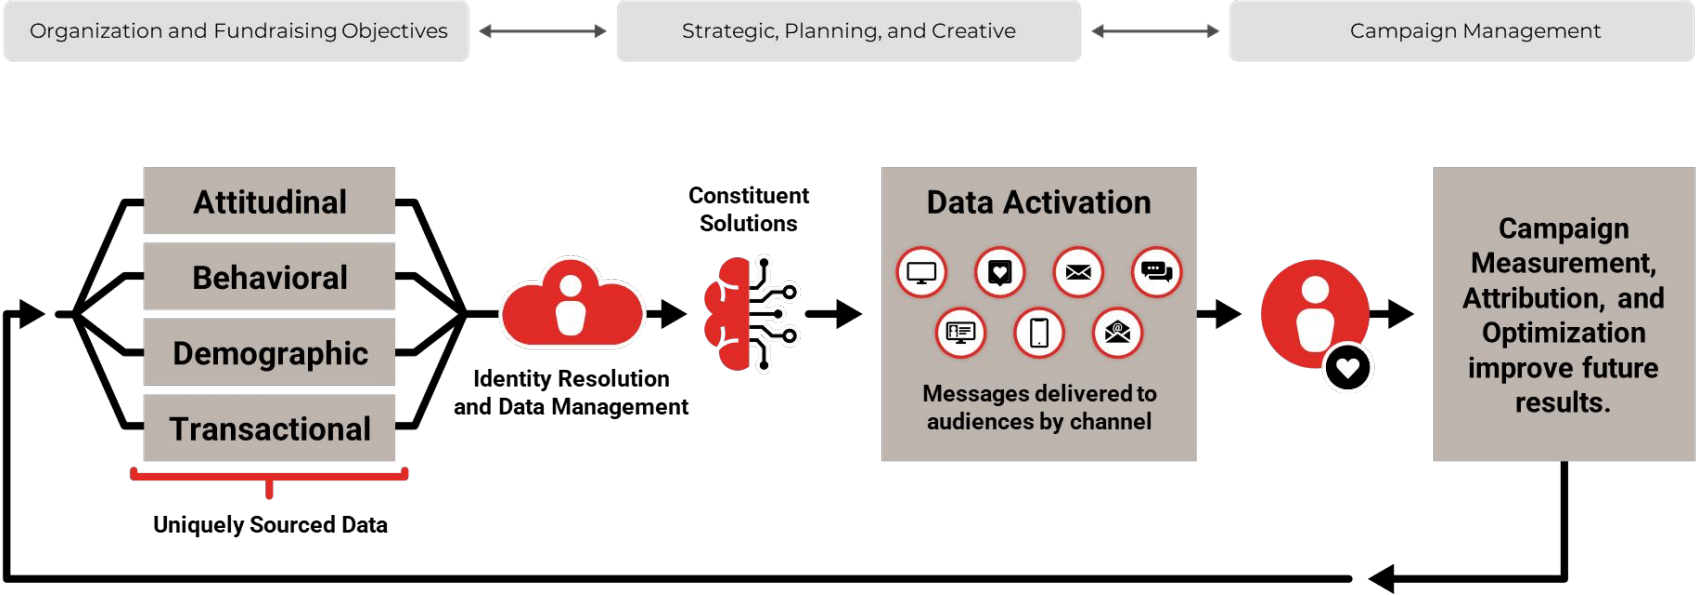 Organization and Fundraising Objectives
Strategic, Planning, and Creative
Campaign Management
Attitudinal
Behavioral
Demographic
Transactional
Uniquely Sourced Data
Identity Resolution
and Data Management
Constituent
Solutions
Data Activation
Messages delivered to
audiences by channel
Campaign
Measurement,
Attribution, and
Optimization
improve future
results.